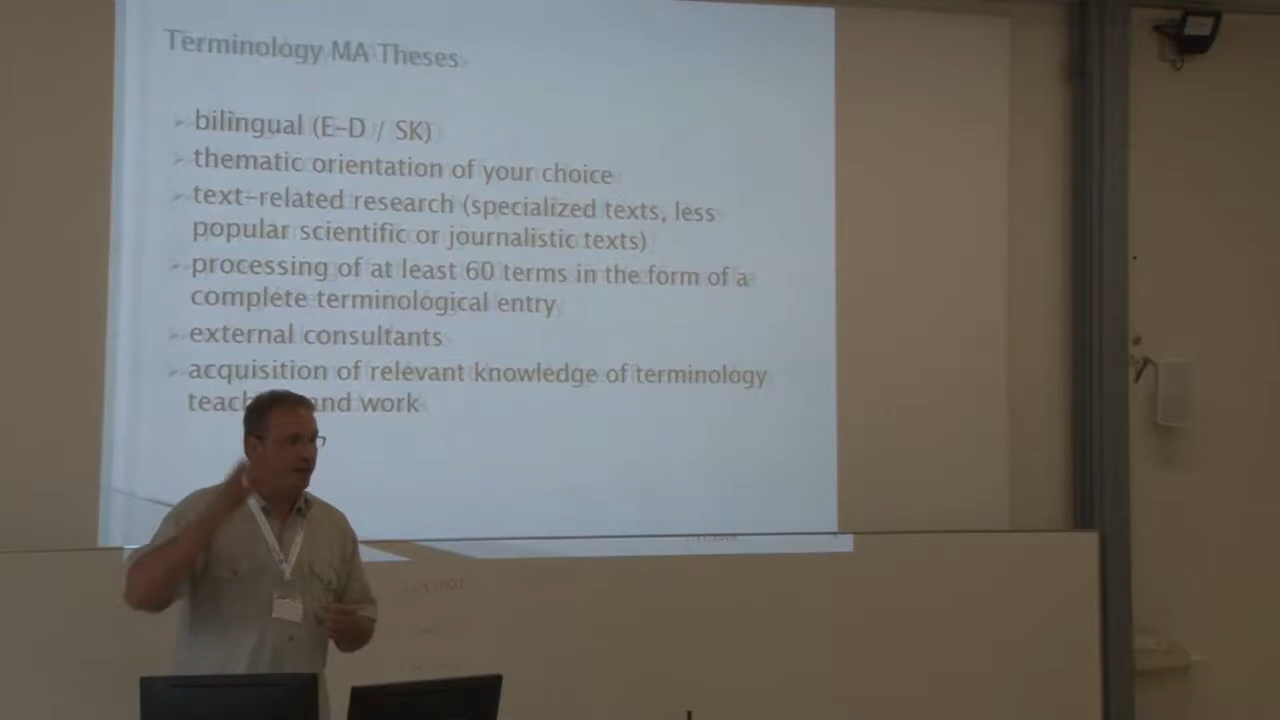 Terminology MA Theses
bilingual (E-D / SK)
thematic orientation of your choice
text-related research (specialized texts, less
popular scientific or journalistic texts)
processing of at least 60 terms in the form of a
complete terminological entry
external consultants
acquisition of relevant knowledge of terminology
and work